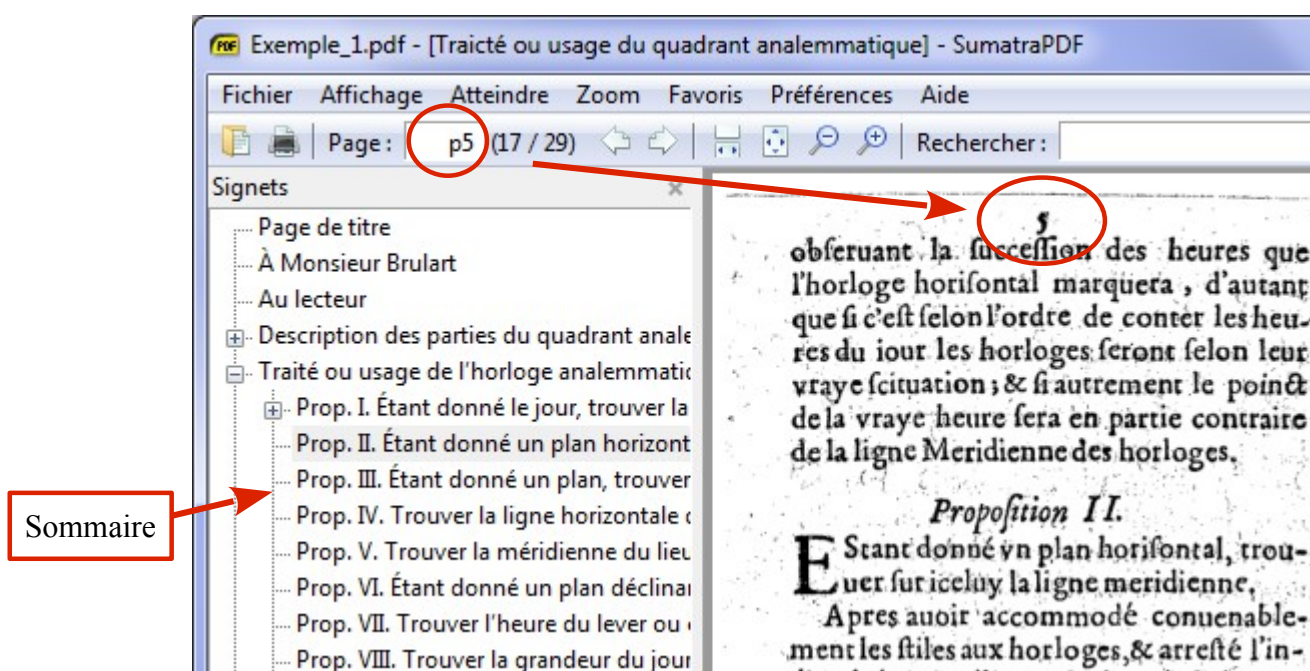 Exemple_1.pdf - [Traicté ou usage du quadrant analemmatique] - SumatraPDF
Fichier Affichage Atteindre Zoom Favoris Préférences Aide
Page : p5 (17 / 29) Rechercher :
Signets
Page de titre
À Monsieur Brulart
Au lecteur
Description des parties du quadrant anale
Traité ou usage de l'horloge analemmatic
Prop. I. Étant donné le jour, trouver la
Prop. II. Étant donné un plan horizont
Prop. III. Étant donné un plan, trouver
Prop. IV. Trouver la ligne horizontale
Prop. V. Trouver la méridienne du lieu
Prop. VI. Étant donné un plan déclinai
Prop. VII. Trouver l'heure du lever ou
Prop. VIII. Trouver la grandeur du jour
Sommaire
5
obſeruant la ſucceſſion des heures que
l'horloge horiſontal marquera , d'autant
que ſi c'eſt ſelon l'ordre de conter les heu-
res du iour les horloges ſeront ſelon leur
vraye ſcituation ; & ſi autrement le poinct
de la vraye heure ſera en partie contraire
de la ligne Meridienne des horloges.
Propoſition II.
EStant donné vn plan horiſontal, trou-
uer ſur iceluy la ligne meridienne,
Apres auoir accommodé conuenable-
ment les ſtiles aux horloges, & arreſté l'in-